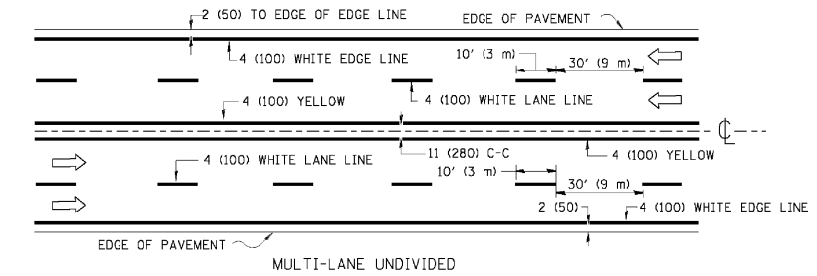 2 (50) TO EDGE OF EDGE LINE
EDGE OF PAVEMENT
4 (100) WHITE EDGE LINE
10' (3 m)
30' (9 m)
4 (100) YELLOW
4 (100) WHITE LANE LINE
℄
4 (100) WHITE LANE LINE
11 (280) C-C
4 (100) YELLOW
10' (3 m)
30' (9 m)
2 (50)
4 (100) WHITE EDGE LINE
EDGE OF PAVEMENT
MULTI-LANE UNDIVIDED